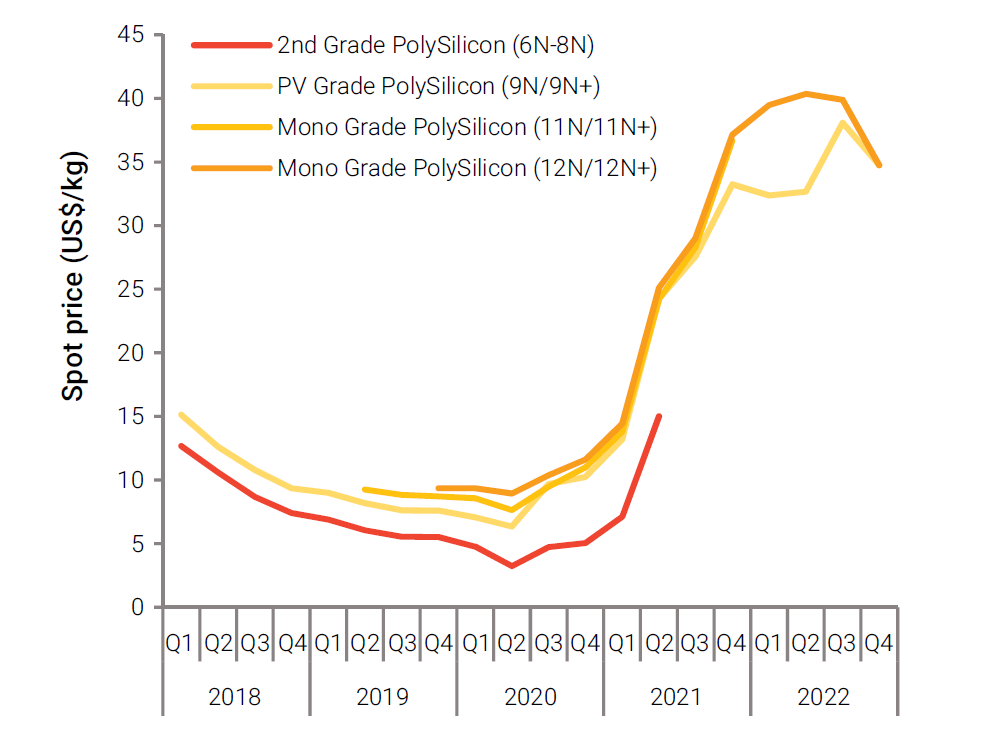 45
2nd Grade PolySilicon (6N-8N)
PV Grade PolySilicon (9N/9N+)
40
Mono Grade PolySilicon (11N/11N+)
35
Mono Grade PolySilicon (12N/12N+)
30
25
20
15
10
5
0
Spot price (US$/kg)
Q1 Q2 Q3 Q4 Q1 Q2 Q3 Q4 Q1 Q2 Q3 Q4 Q1 Q2 Q3 Q4 Q1 Q2 Q3 Q4
2018 2019 2020 2021 2022